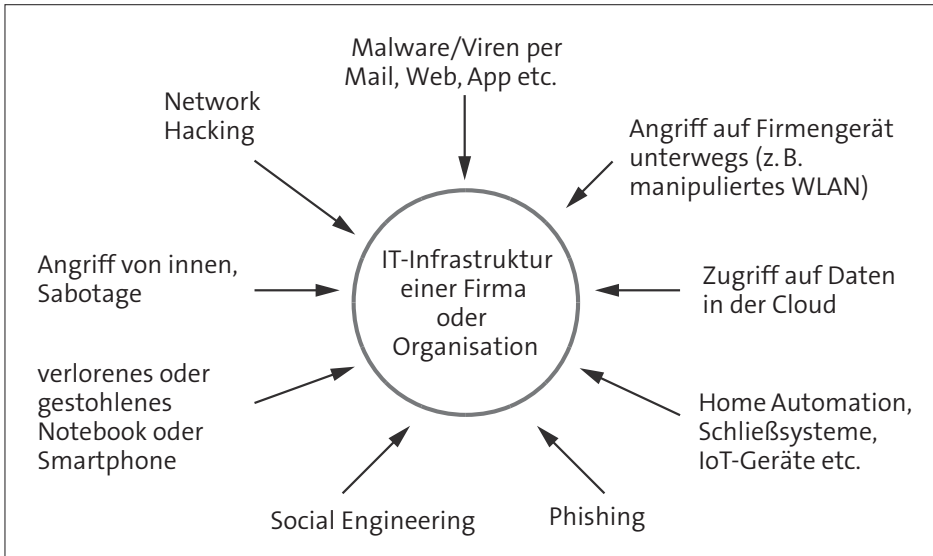 Malware/Viren per
Mail, Web, App etc.
Network
Hacking
Angriff auf Firmengerät
unterwegs (z. B.
manipuliertes WLAN)
Angriff von innen,
Sabotage
IT-Infrastruktur
einer Firma
oder
Organisation
Zugriff auf Daten
in der Cloud
verlorenes oder
gestohlenes
Notebook oder
Smartphone
Home Automation,
Schließsysteme,
IoT-Geräte etc.
Social Engineering
Phishing